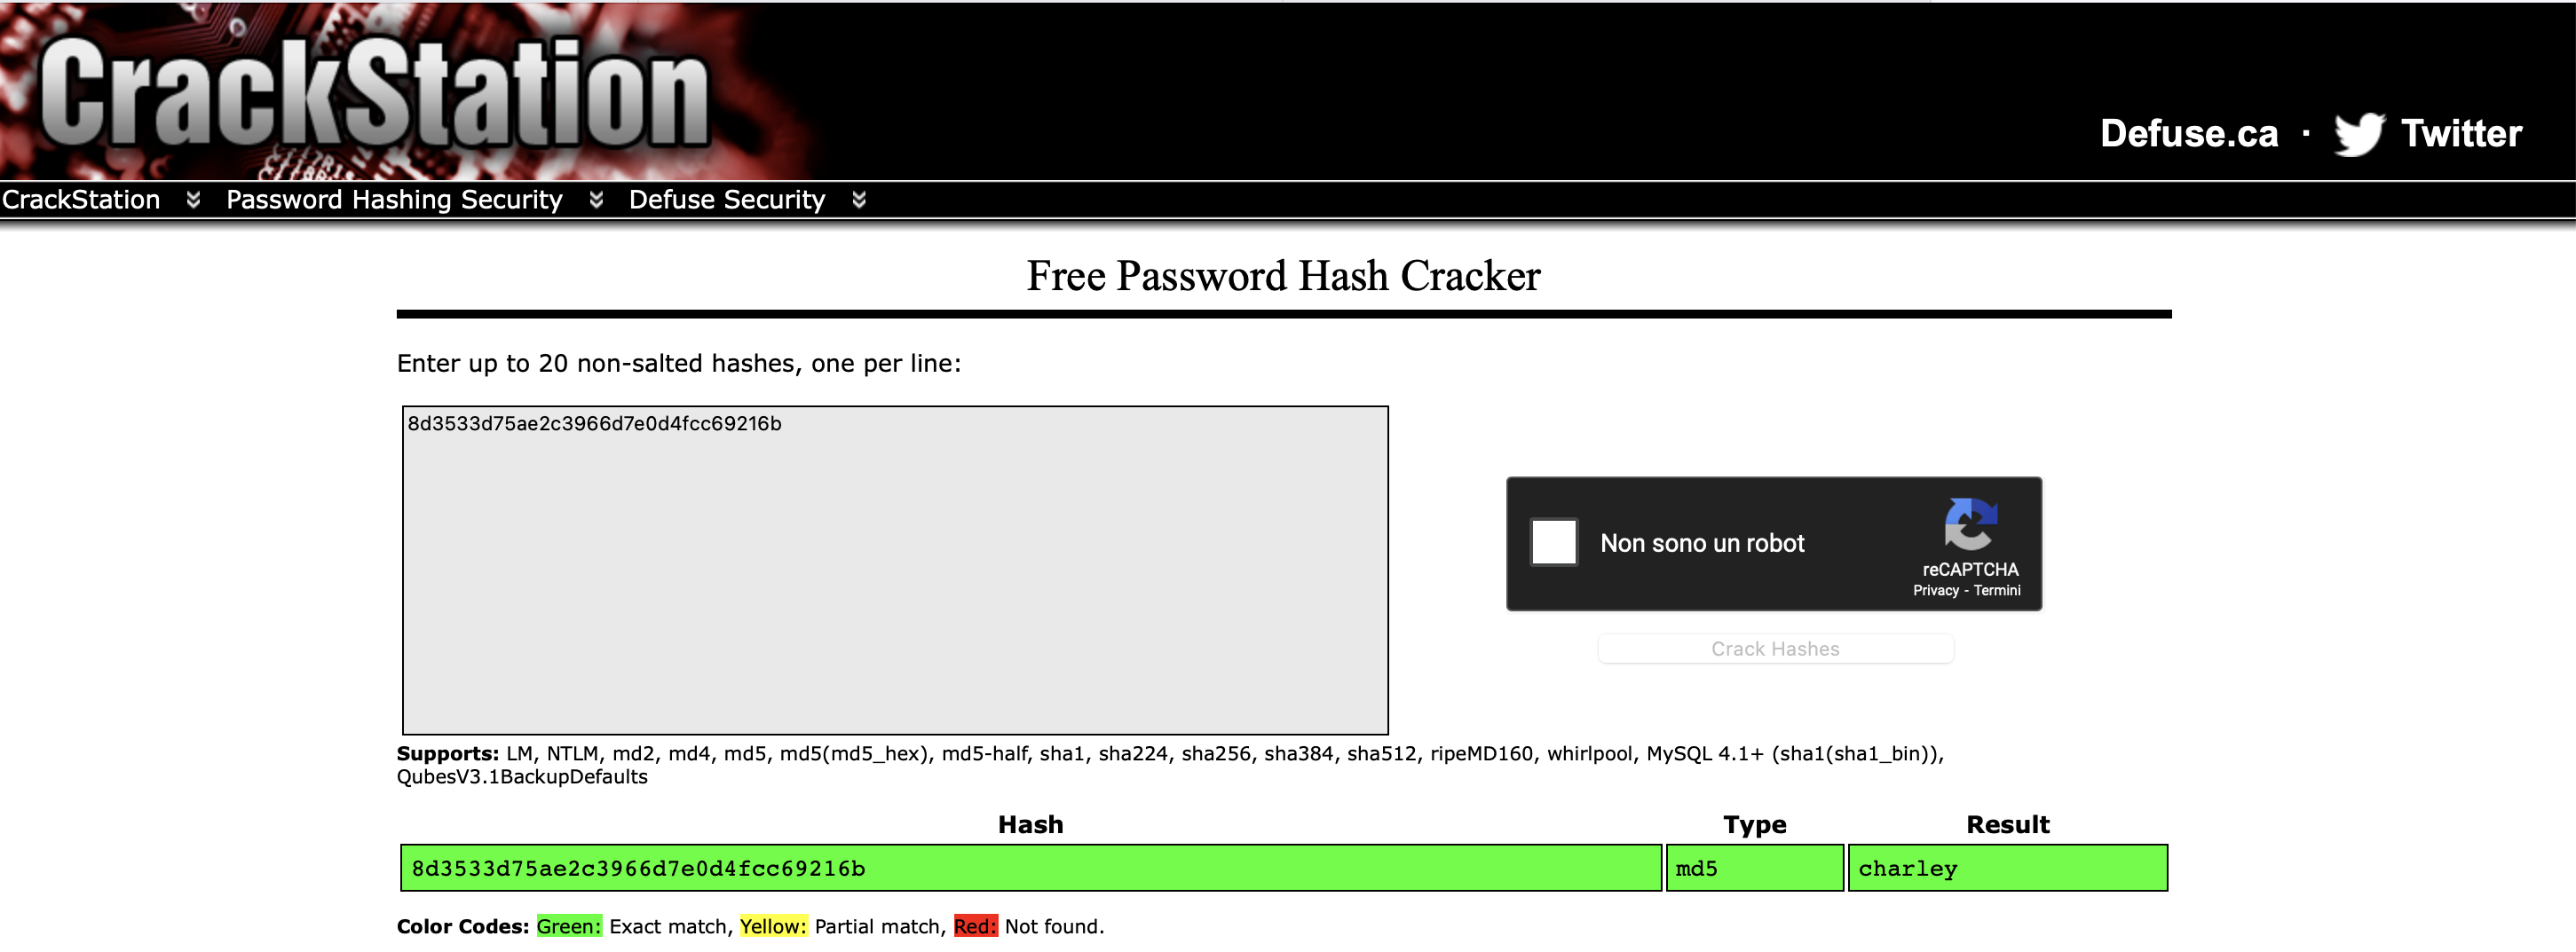 CrackStation
Defuse.ca · Twitter
CrackStation Password Hashing Security Defuse Security
Free Password Hash Cracker
Enter up to 20 non-salted hashes, one per line:
8d3533d75ae2c3966d7e0d4fcc69216b
Non sono un robot
reCAPTCHA
Privacy - Termini
Crack Hashes
Supports: LM, NTLM, md2, md4, md5, md5(md5_hex), md5-half, sha1, sha224, sha256, sha384, sha512, ripeMD160, whirlpool, MySQL 4.1+ (sha1(sha1_bin)),
QubesV3.1BackupDefaults
Hash Type Result
8d3533d75ae2c3966d7e0d4fcc69216b md5 charley
Color Codes: Green: Exact match, Yellow: Partial match, Red: Not found.